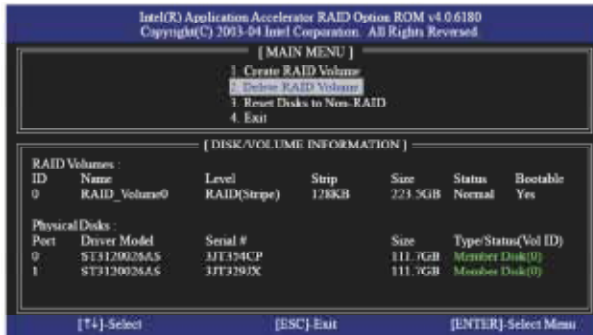 Intel(R) Application Accelerator RAID Option ROM v4.0.6180
Copyright(C) 2003-04 Intel Corporation. All Rights Reversed.
[ MAIN MENU ]
1. Create RAID Volume
2. Delete RAID Volume
3. Reset Disks to Non-RAID
4. Exit
[ DISK/VOLUME INFORMATION ]
RAID Volumes :
ID Name Level Strip Size Status Bootable
0 RAID_Volume0 RAID(Stripe) 128KB 223.5GB Normal Yes
Physical Disks :
Port Driver Model Serial # Size Type/Status(Vol ID)
0 ST3120026AS 3JT354CP 111.7GB Member Disk(0)
1 ST3120026AS 3JT329JX 111.7GB Member Disk(0)
[↑↓]-Select [ESC]-Exit [ENTER]-Select Menu